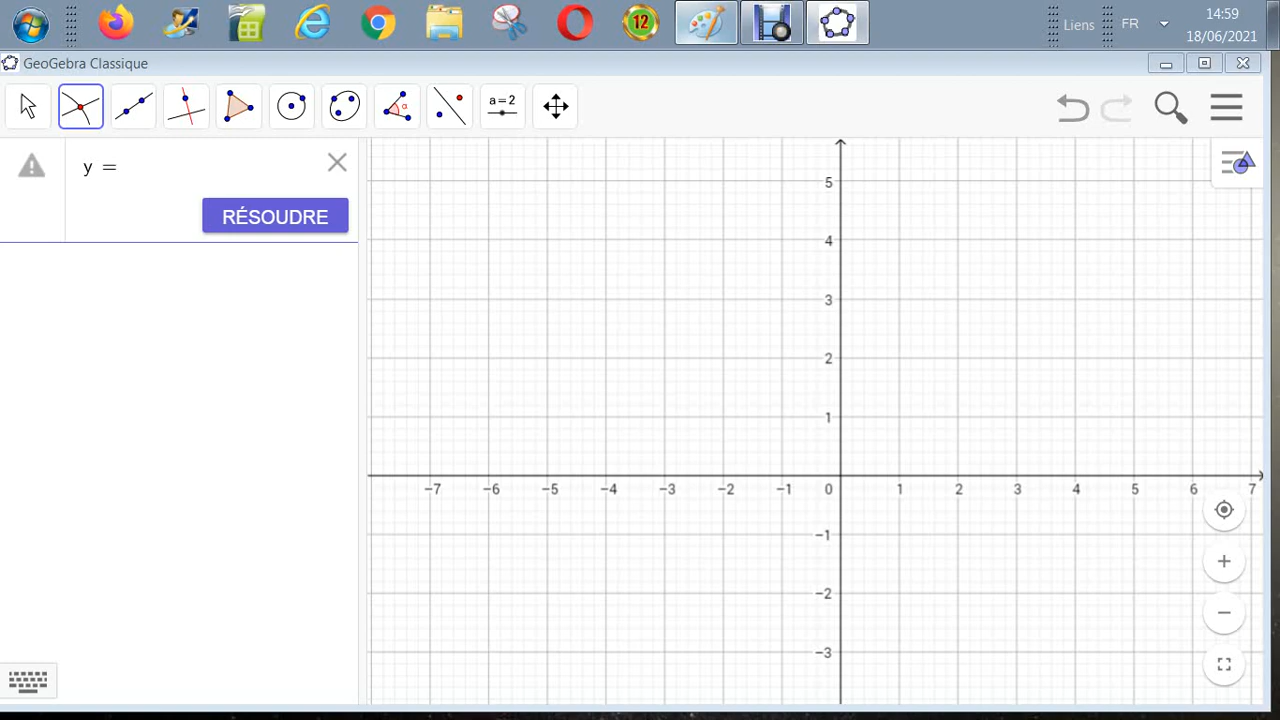 12
Liens
FR
14:59
18/06/2021
GeoGebra Classique
α
a=2
y =
RÉSOUDRE
5
4
3
2
1
−7 −6 −5 −4 −3 −2 −1 0 1 2 3 4 5 6 7
−1
−2
−3